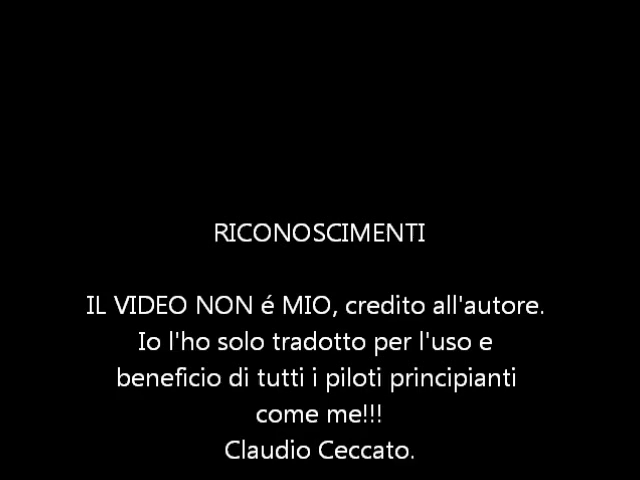 RICONOSCIMENTI
IL VIDEO NON é MIO, credito all'autore.
Io l'ho solo tradotto per l'uso e
beneficio di tutti i piloti principianti
come me!!!
Claudio Ceccato.